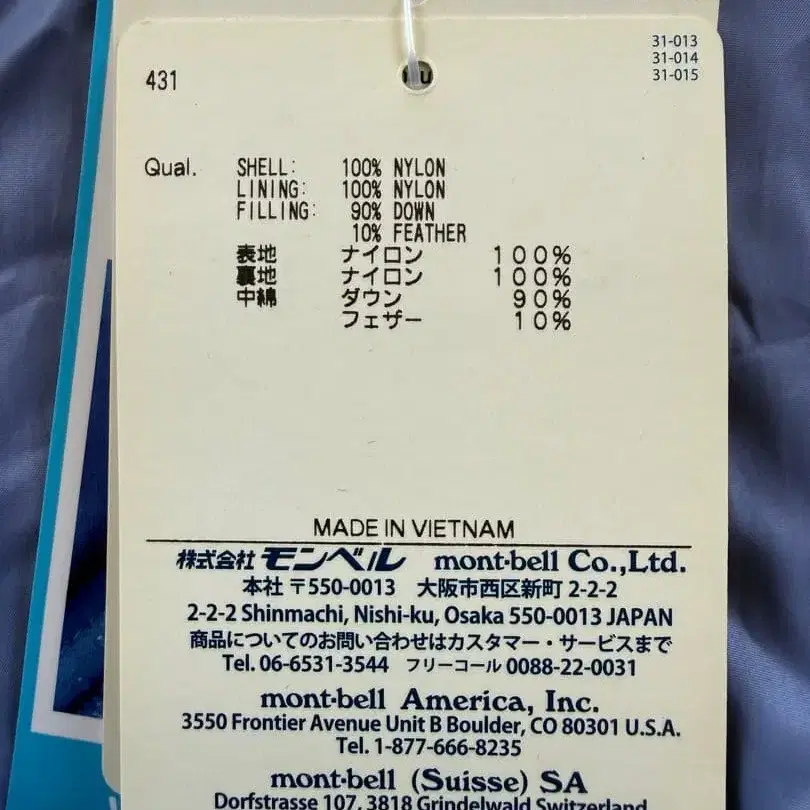 31-013
31-014
31-015
431
Qual. SHELL: 100% NYLON
LINING: 100% NYLON
FILLING: 90% DOWN
10% FEATHER
表地 ナイロン 100%
裏地 ナイロン 100%
中綿 ダウン 90%
フェザー 10%
MADE IN VIETNAM
株式会社 モンベル mont-bell Co.,Ltd.
本社 〒550-0013 大阪市西区新町 2-2-2
2-2-2 Shinmachi, Nishi-ku, Osaka 550-0013 JAPAN
商品についてのお問い合わせはカスタマー・サービスまで
Tel. 06-6531-3544 フリーコール 0088-22-0031
mont-bell America, Inc.
3550 Frontier Avenue Unit B Boulder, CO 80301 U.S.A.
Tel. 1-877-666-8235
mont-bell (Suisse) SA
Dorfstrasse 107, 3818 Grindelwald Switzerland